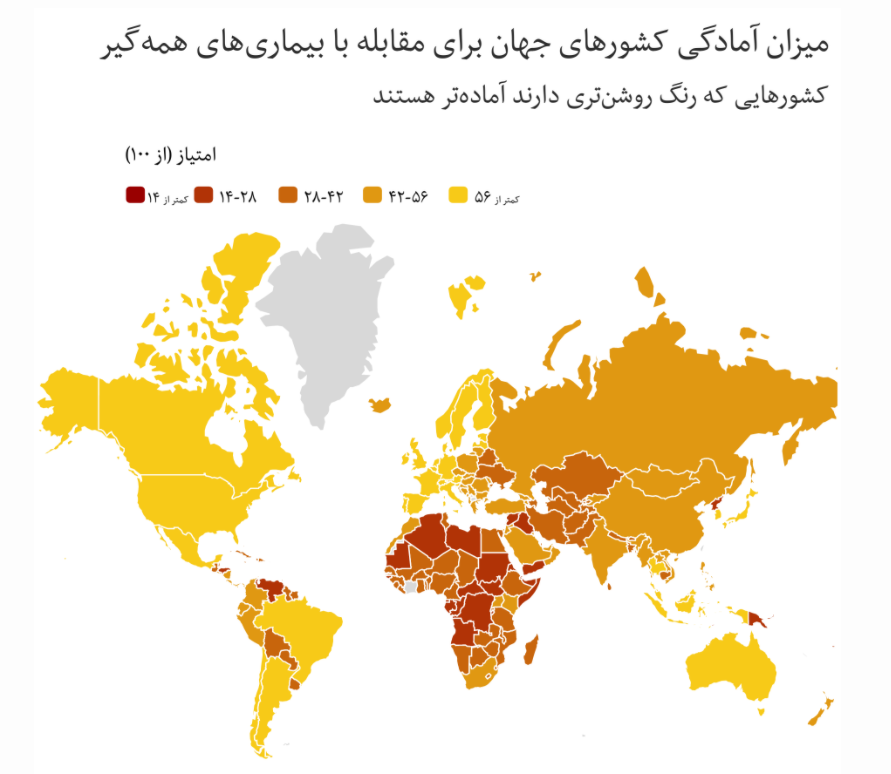 میزان آمادگی کشورهای جهان برای مقابله با بیماری‌های همه‌گیر
کشورهایی که رنگ روشن‌تری دارند آماده‌تر هستند
امتیاز (از ۱۰۰)
کمتر از ۱۴ ۱۴-۲۸ ۲۸-۴۲ ۴۲-۵۶ کمتر از ۵۶